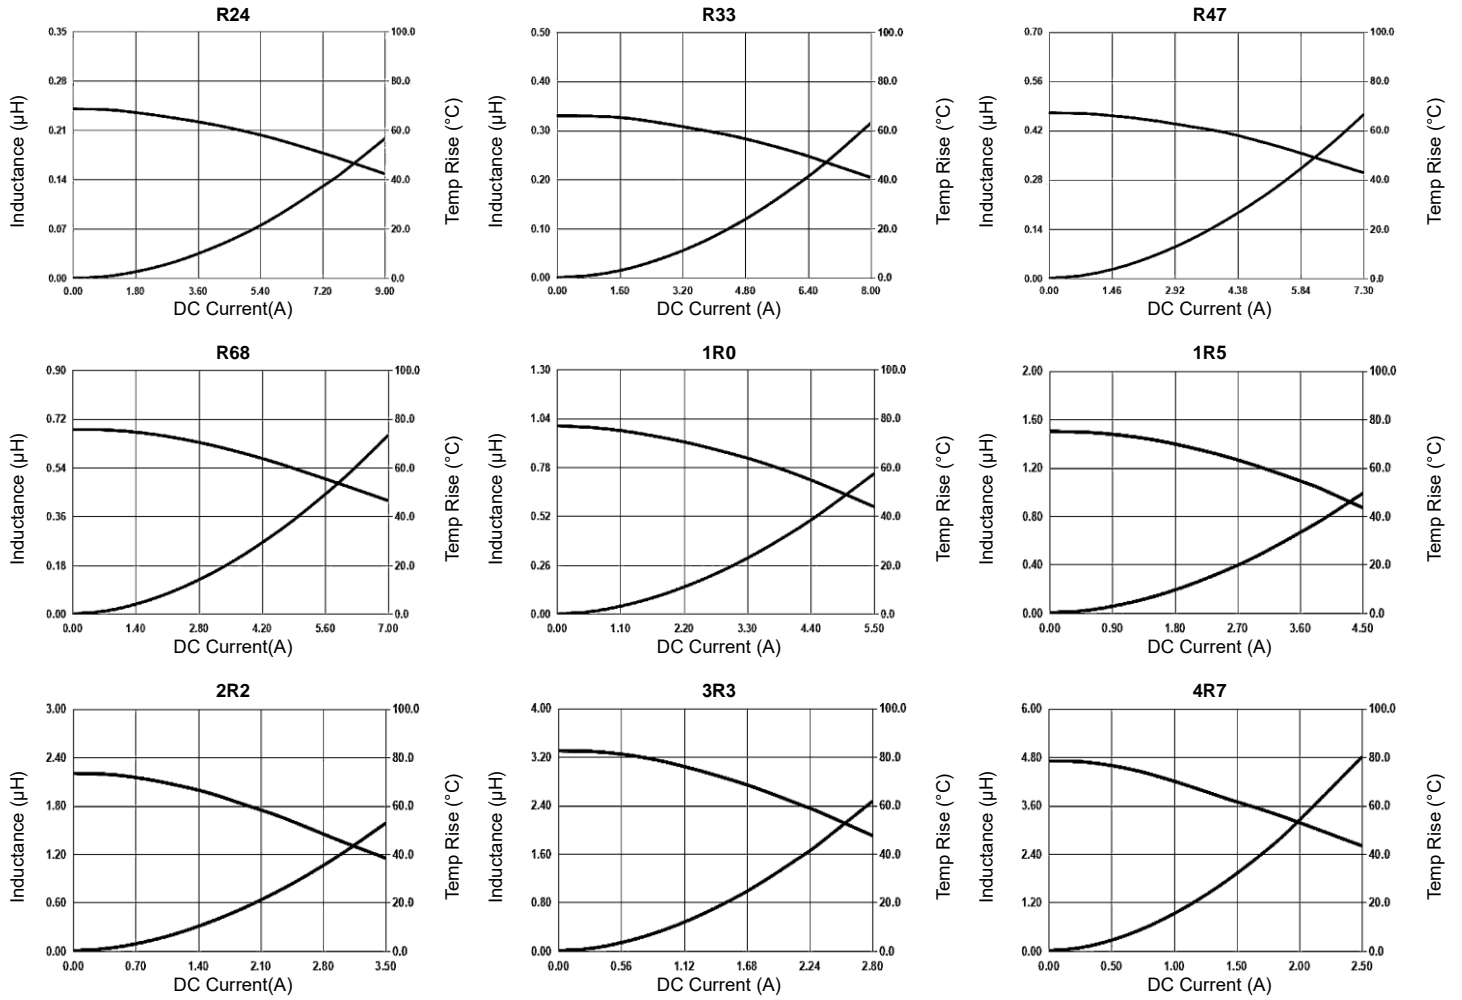 R24
0.35
0.28
0.21
0.14
0.07
0.00
100.0
80.0
60.0
40.0
20.0
0.0
0.00 1.80 3.60 5.40 7.20 9.00
Inductance (µH)
Temp Rise (°C)
DC Current(A)
R33
0.50
0.40
0.30
0.20
0.10
0.00
100.0
80.0
60.0
40.0
20.0
0.0
0.00 1.60 3.20 4.80 6.40 8.00
Inductance (µH)
Temp Rise (°C)
DC Current (A)
R47
0.70
0.56
0.42
0.28
0.14
0.00
100.0
80.0
60.0
40.0
20.0
0.0
0.00 1.46 2.92 4.38 5.84 7.30
Inductance (µH)
Temp Rise (°C)
DC Current (A)
R68
0.90
0.72
0.54
0.36
0.18
0.00
100.0
80.0
60.0
40.0
20.0
0.0
0.00 1.40 2.80 4.20 5.60 7.00
Inductance (µH)
Temp Rise (°C)
DC Current(A)
1R0
1.30
1.04
0.78
0.52
0.26
0.00
100.0
80.0
60.0
40.0
20.0
0.0
0.00 1.10 2.20 3.30 4.40 5.50
Inductance (µH)
Temp Rise (°C)
DC Current (A)
1R5
2.00
1.60
1.20
0.80
0.40
0.00
100.0
80.0
60.0
40.0
20.0
0.0
0.00 0.90 1.80 2.70 3.60 4.50
Inductance (µH)
Temp Rise (°C)
DC Current (A)
2R2
3.00
2.40
1.80
1.20
0.60
0.00
100.0
80.0
60.0
40.0
20.0
0.0
0.00 0.70 1.40 2.10 2.80 3.50
Inductance (µH)
Temp Rise (°C)
DC Current(A)
3R3
4.00
3.20
2.40
1.60
0.80
0.00
100.0
80.0
60.0
40.0
20.0
0.0
0.00 0.56 1.12 1.68 2.24 2.80
Inductance (µH)
Temp Rise (°C)
DC Current (A)
4R7
6.00
4.80
3.60
2.40
1.20
0.00
100.0
80.0
60.0
40.0
20.0
0.0
0.00 0.50 1.00 1.50 2.00 2.50
Inductance (µH)
Temp Rise (°C)
DC Current (A)